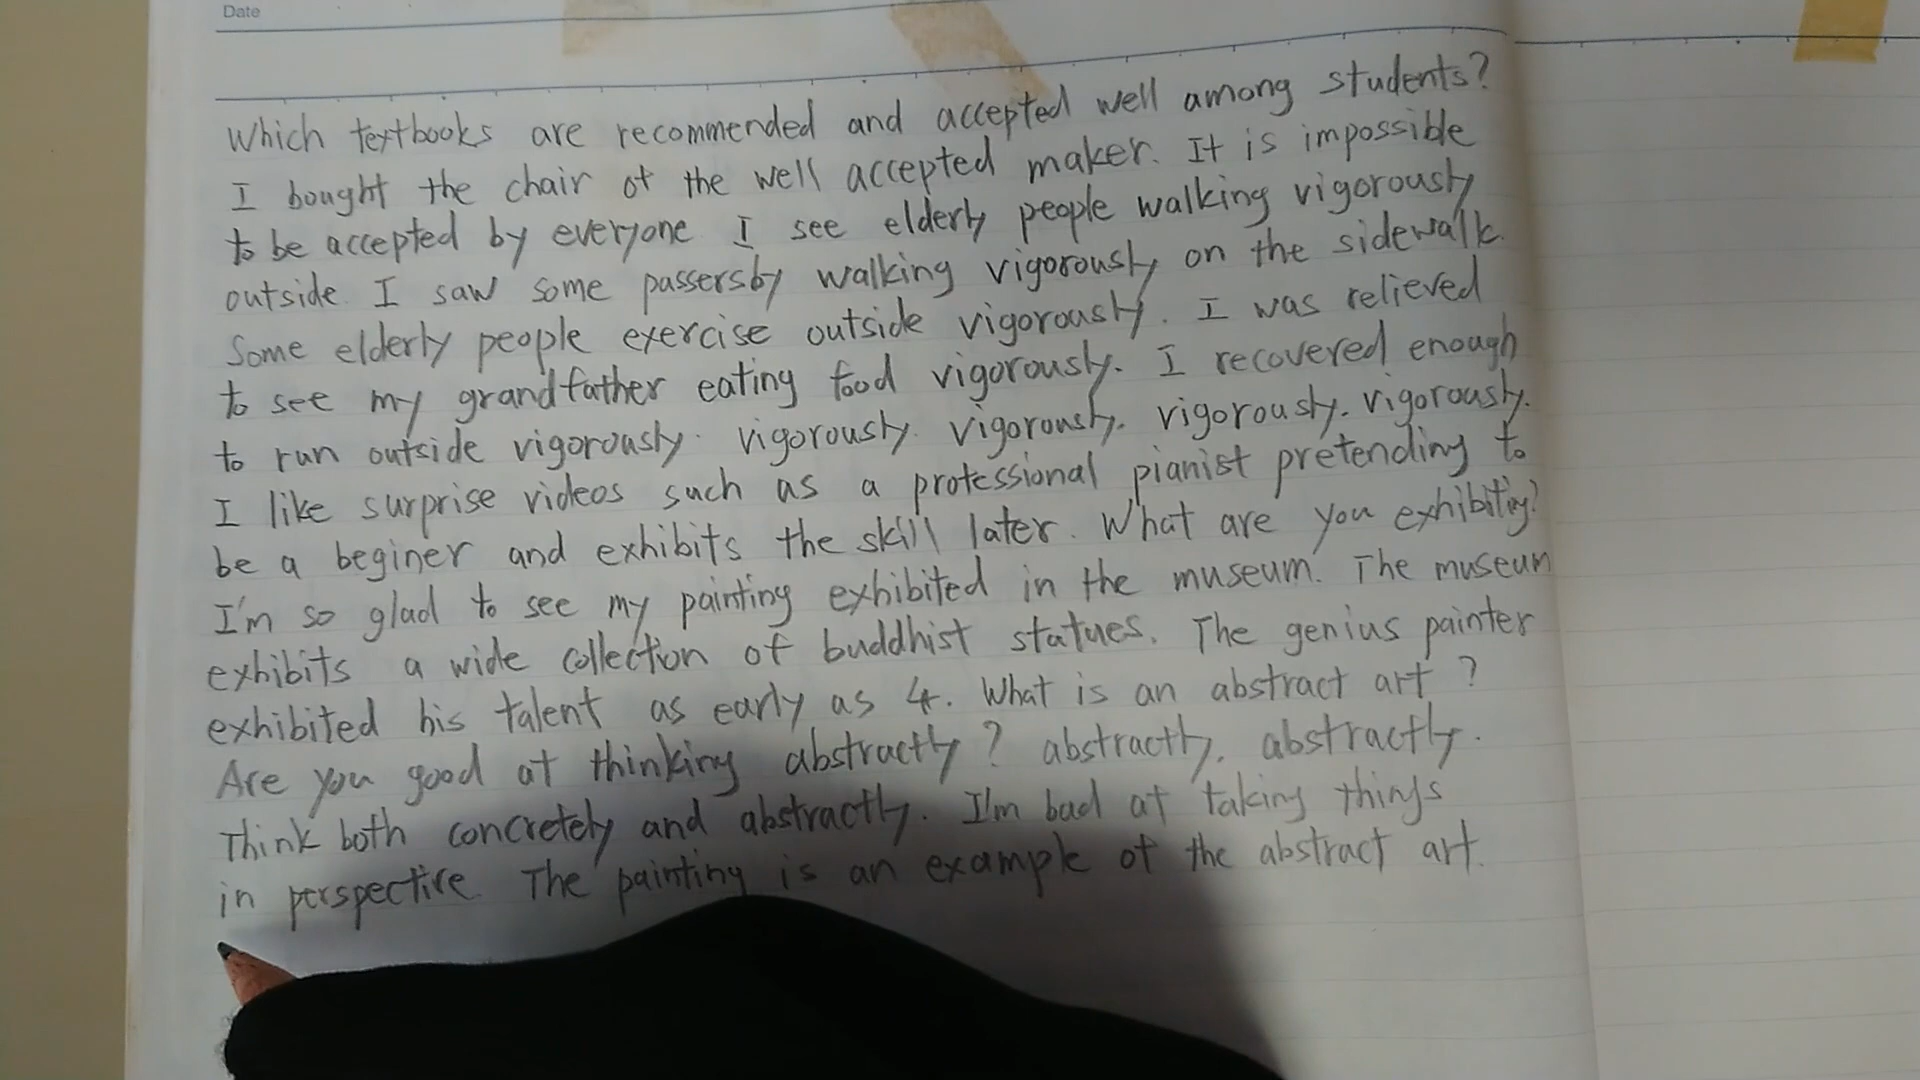 Date
Which textbooks are recommended and accepted well among students?
I bought the chair of the well accepted maker. It is impossible
to be accepted by everyone. I see elderly people walking vigorously
outside. I saw some passersby walking vigorously on the sidewalk.
Some elderly people exercise outside vigorously. I was relieved
to see my grandfather eating food vigorously. I recovered enough
to run outside vigorously. vigorously. vigorously. vigorously. vigorously.
I like surprise videos such as a professional pianist pretending to
be a beginer and exhibits the skill later. What are you exhibiting?
I'm so glad to see my painting exhibited in the museum. The museum
exhibits a wide collection of buddhist statues. The genius painter
exhibited his talent as early as 4. What is an abstract art?
Are you good at thinking abstractly? abstractly. abstractly.
Think both concretely and abstractly. I'm bad at taking things
in perspective. The painting is an example of the abstract art.